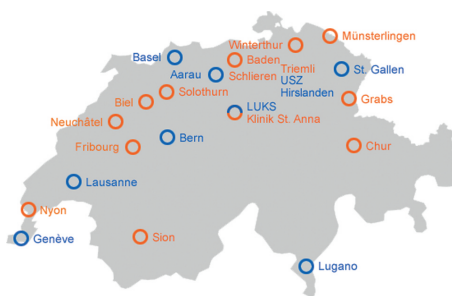 Münsterlingen
Winterthur
Basel
Baden
Triemli
USZ
Hirslanden
St. Gallen
Aarau
Schlieren
Solothurn
Biel
Grabs
LUKS
Klinik St. Anna
Neuchâtel
Bern
Fribourg
Chur
Lausanne
Nyon
Genève
Sion
Lugano